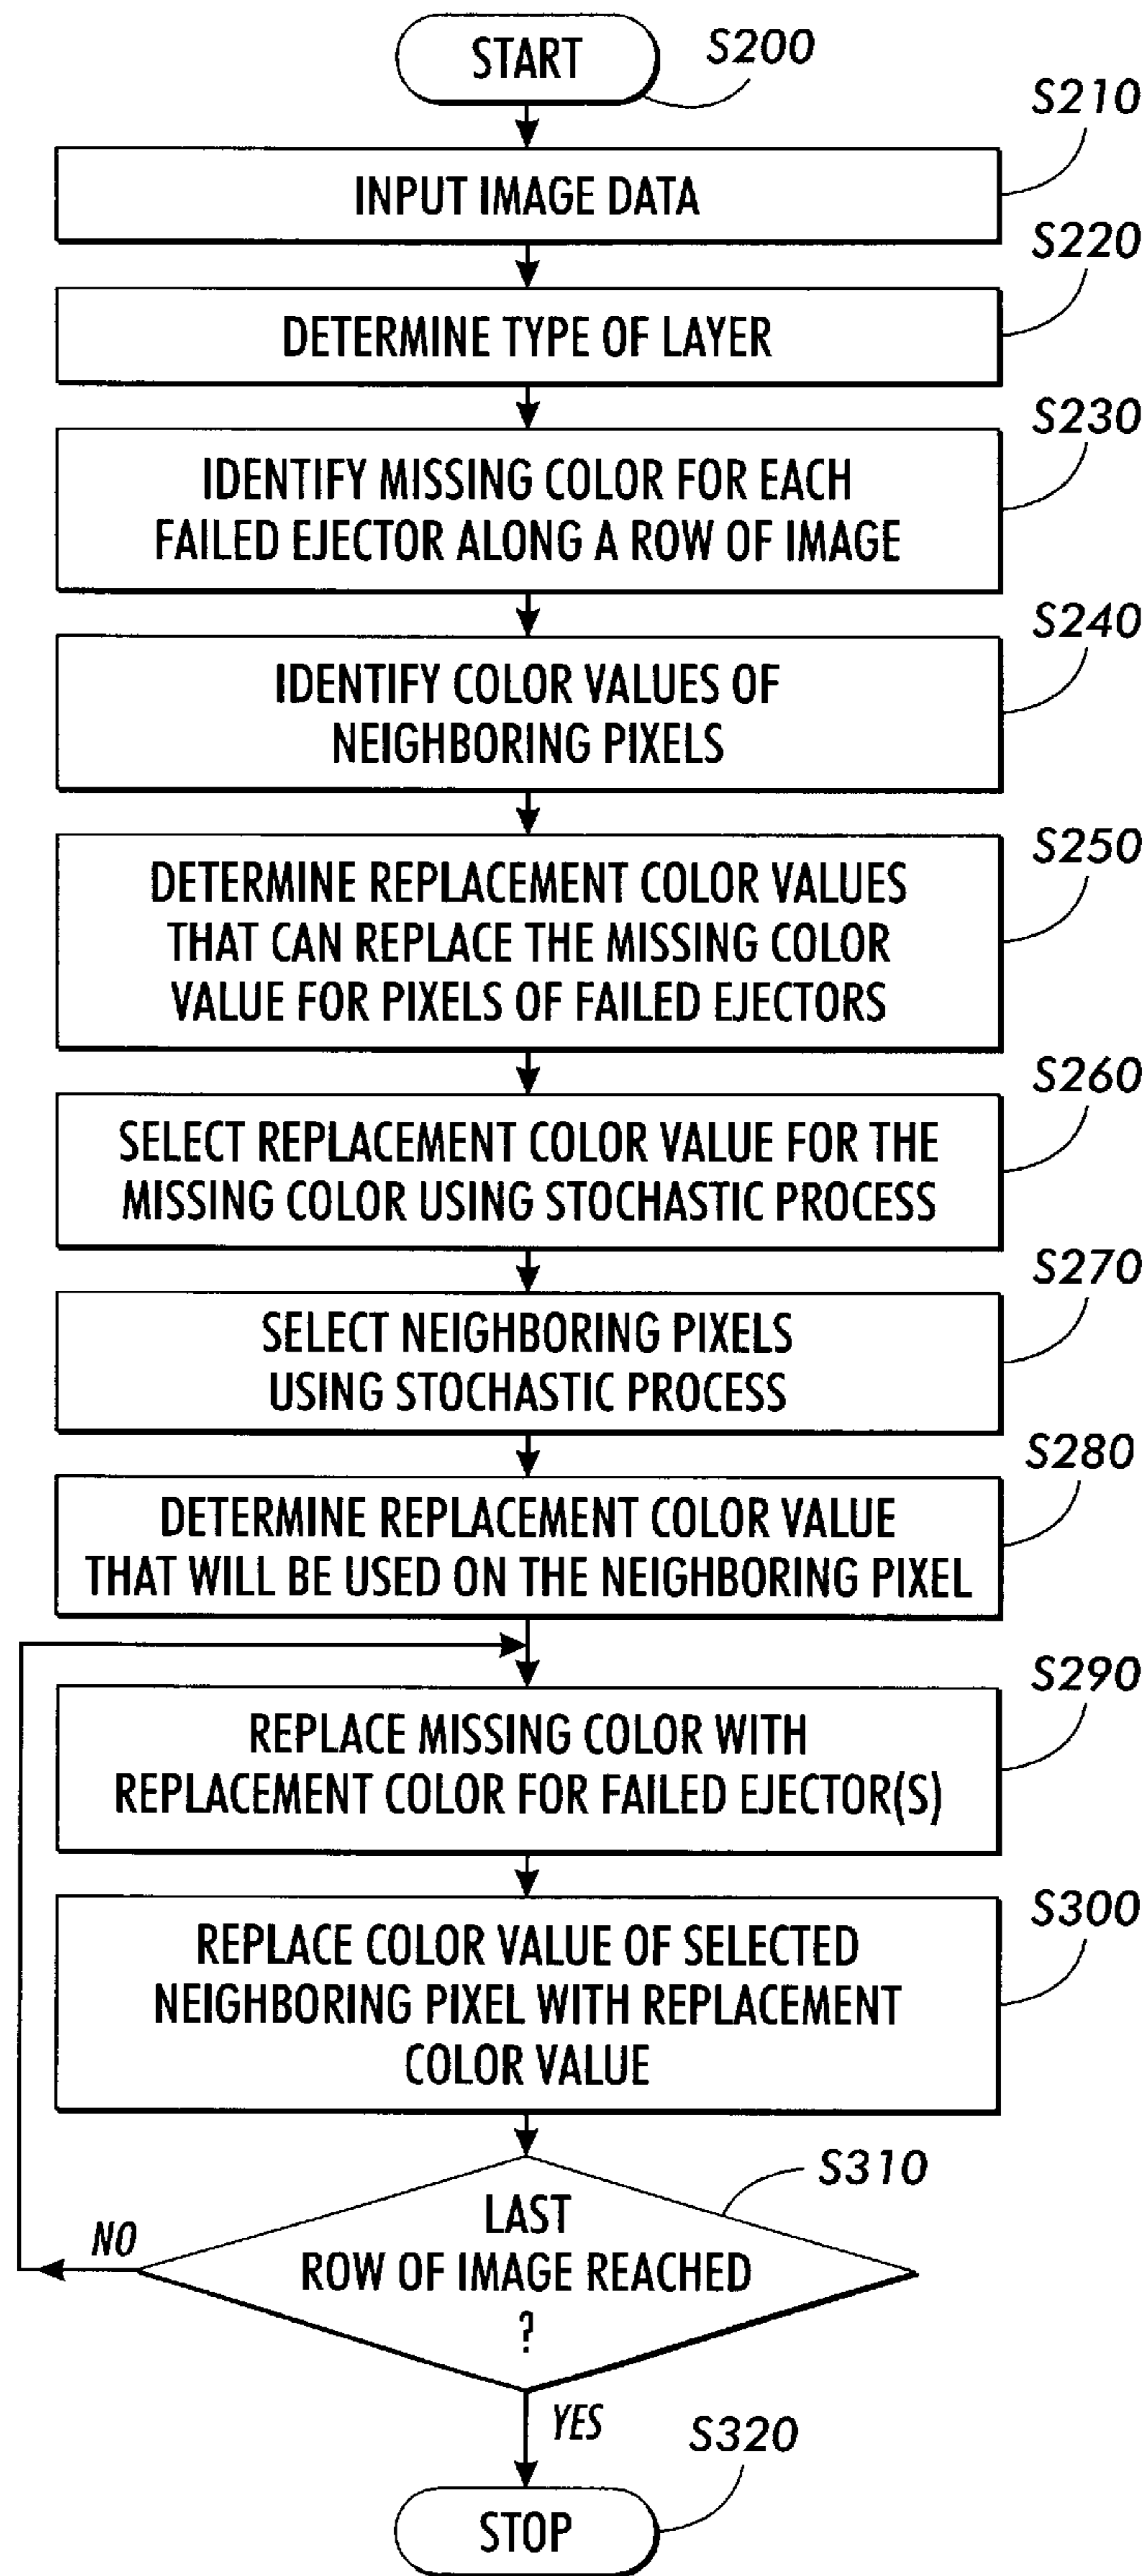 START
S200
S210
INPUT IMAGE DATA
S220
DETERMINE TYPE OF LAYER
S230
IDENTIFY MISSING COLOR FOR EACH
FAILED EJECTOR ALONG A ROW OF IMAGE
S240
IDENTIFY COLOR VALUES OF
NEIGHBORING PIXELS
S250
DETERMINE REPLACEMENT COLOR VALUES
THAT CAN REPLACE THE MISSING COLOR
VALUE FOR PIXELS OF FAILED EJECTORS
S260
SELECT REPLACEMENT COLOR VALUE FOR THE
MISSING COLOR USING STOCHASTIC PROCESS
S270
SELECT NEIGHBORING PIXELS
USING STOCHASTIC PROCESS
S280
DETERMINE REPLACEMENT COLOR VALUE
THAT WILL BE USED ON THE NEIGHBORING PIXEL
S290
REPLACE MISSING COLOR WITH
REPLACEMENT COLOR FOR FAILED EJECTOR(S)
S300
REPLACE COLOR VALUE OF SELECTED
NEIGHBORING PIXEL WITH REPLACEMENT
COLOR VALUE
S310
LAST
ROW OF IMAGE REACHED
?
NO
YES
S320
STOP